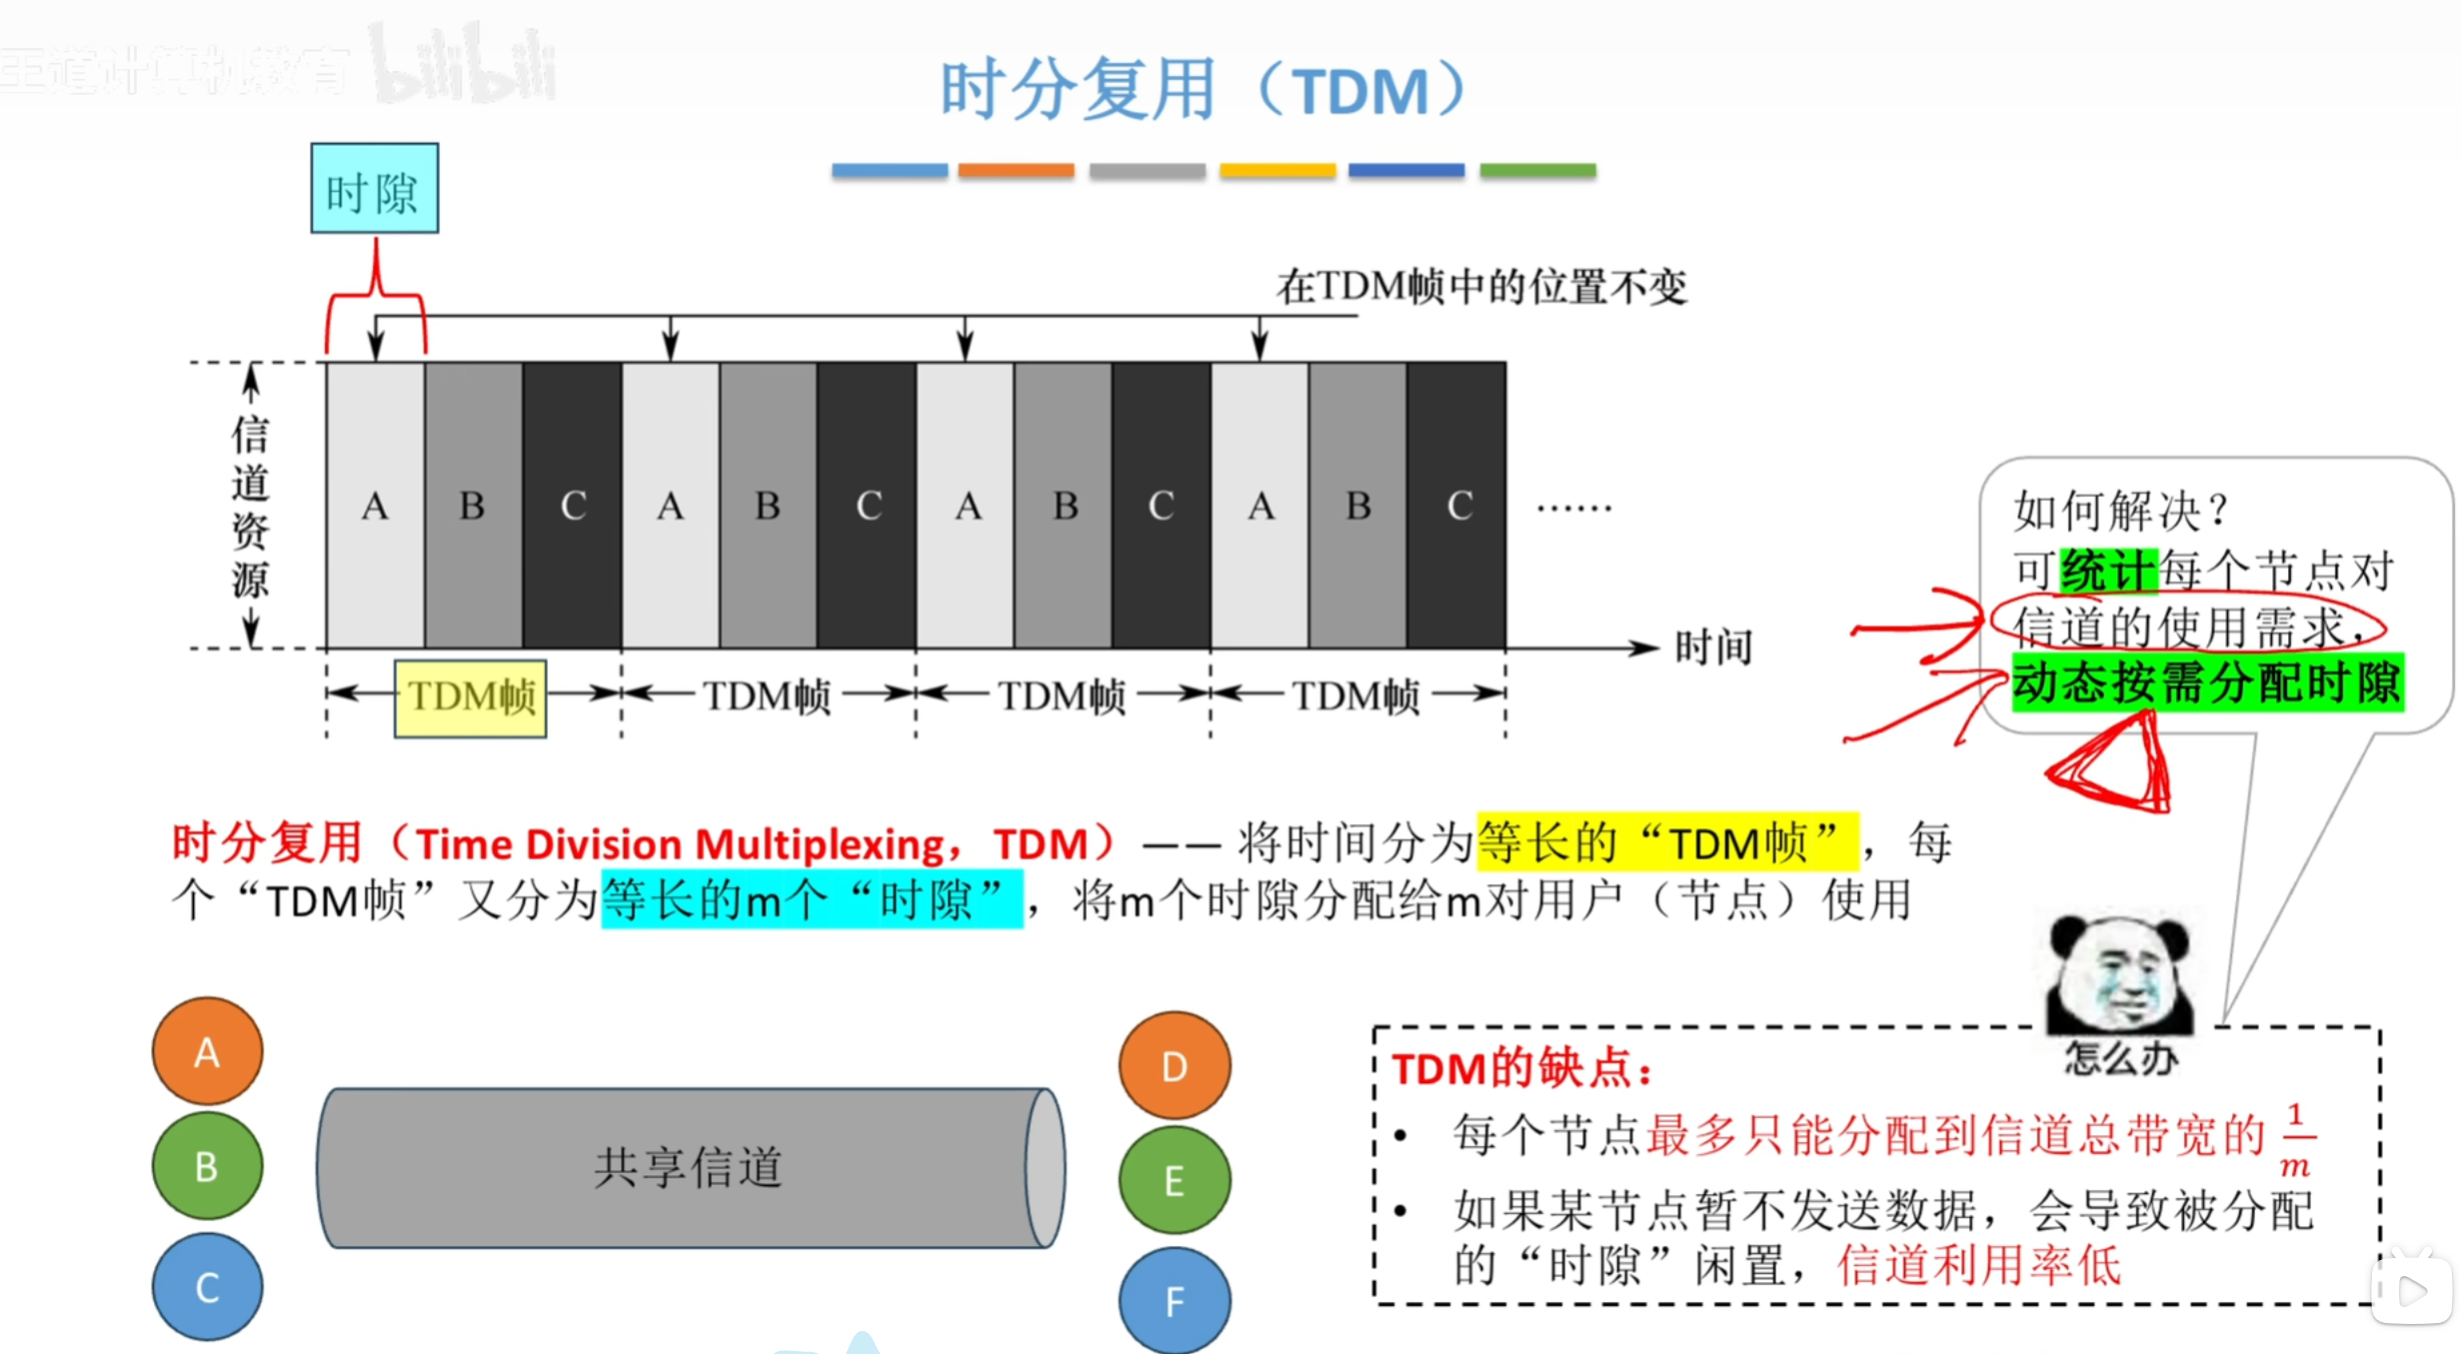 王道计算机教育 bilibili
时分复用（TDM）
时隙
在TDM帧中的位置不变
信道资源
A B C A B C A B C A B C ……
时间
TDM帧 TDM帧 TDM帧 TDM帧
如何解决？
可统计每个节点对
信道的使用需求，
动态按需分配时隙
时分复用（Time Division Multiplexing，TDM）—— 将时间分为等长的“TDM帧”，每
个“TDM帧”又分为等长的m个“时隙”，将m个时隙分配给m对用户（节点）使用
A
B
C
共享信道
D
E
F
怎么办
TDM的缺点：
• 每个节点最多只能分配到信道总带宽的 1/m
• 如果某节点暂不发送数据，会导致被分配
的“时隙”闲置，信道利用率低